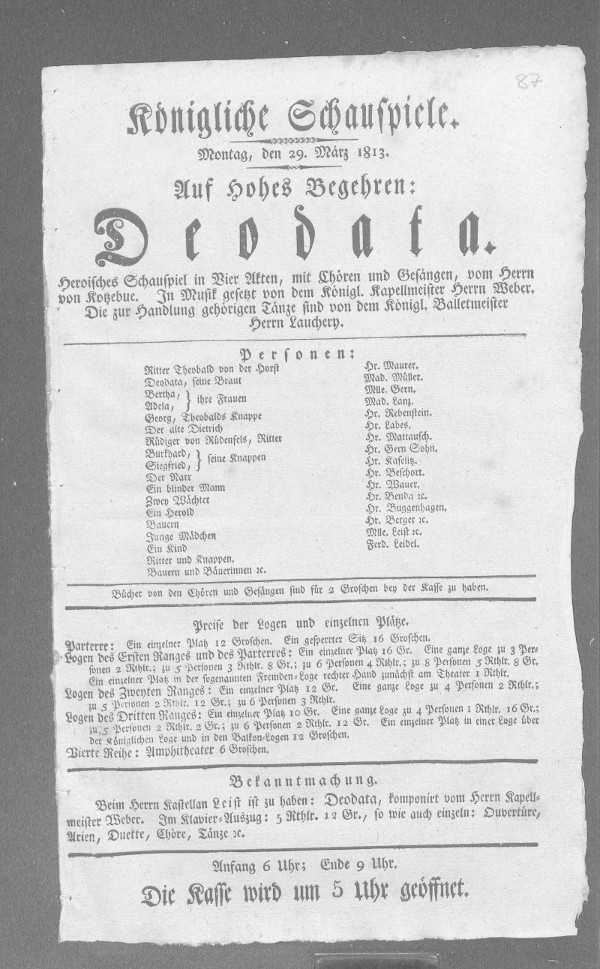 87
Königliche Schauspiele.
Montag, den 29. März 1813.
Auf Hohes Begehren:
Deodata.
Heroisches Schauspiel in Vier Akten, mit Chören und Gesängen, vom Herrn
von Kotzebue. In Musik gesetzt von dem Königl. Kapellmeister Herrn Weber.
Die zur Handlung gehörigen Tänze sind von dem Königl. Balletmeister
Herrn Lauchery.
Personen:
Ritter Theobald von der Horst Hr. Maurer.
Deodata, seine Braut Mad. Müller.
Bertha, } ihre Frauen Mlle. Gern.
Adela, } Mad. Lanz.
Georg, Theobalds Knappe Hr. Rebenstein.
Der alte Dietrich Hr. Labes.
Rüdiger von Rüdenfels, Ritter Hr. Mattausch.
Burkhard, } seine Knappen Hr. Gern Sohn.
Siegfried, } Hr. Kaselitz.
Der Narr Hr. Beschort.
Ein blinder Mann Hr. Wauer.
Zwey Wächter Hr. Benda ꝛc.
Ein Herold Hr. Buggenhagen.
Bauern Hr. Berger ꝛc.
Junge Mädchen Mlle. Leist ꝛc.
Ein Kind Ferd. Leidel.
Ritter und Knappen.
Bauern und Bäuerinnen ꝛc.
Bücher von den Chören und Gesängen sind für 2 Groschen bey der Kasse zu haben.
Preise der Logen und einzelnen Plätze.
Parterre: Ein einzelner Platz 12 Groschen. Ein gesperrter Sitz 16 Groschen.
Logen des Ersten Ranges und des Parterres: Ein einzelner Platz 16 Gr. Eine ganze Loge zu 3 Per-
sonen 2 Rthlr.; zu 5 Personen 3 Rthlr. 8 Gr.; zu 6 Personen 4 Rthlr.; zu 8 Personen 5 Rthlr. 8 Gr.
Ein einzelner Platz in der sogenannten Fremden-Loge rechter Hand zunächst am Theater 1 Rthlr.
Logen des Zweyten Ranges: Ein einzelner Platz 12 Gr. Eine ganze Loge zu 4 Personen 2 Rthlr.;
zu 5 Personen 2 Rthlr. 12 Gr.; zu 6 Personen 3 Rthlr.
Logen des Dritten Ranges: Ein einzelner Platz 10 Gr. Eine ganze Loge zu 4 Personen 1 Rthlr. 16 Gr.;
zu 5 Personen 2 Rthlr. 2 Gr.; zu 6 Personen 2 Rthlr. 12 Gr. Ein einzelner Platz in einer Loge über
der Königlichen Loge und in den Balkon-Logen 12 Groschen.
Vierte Reihe: Amphitheater 6 Groschen.
Bekanntmachung.
Beim Herrn Kastellan Leist ist zu haben: Deodata, komponirt vom Herrn Kapell-
meister Weber. Im Klavier-Auszug: 5 Rthlr. 12 Gr., so wie auch einzeln: Ouvertüre,
Arien, Duette, Chöre, Tänze ꝛc.
Anfang 6 Uhr; Ende 9 Uhr.
Die Kasse wird um 5 Uhr geöffnet.